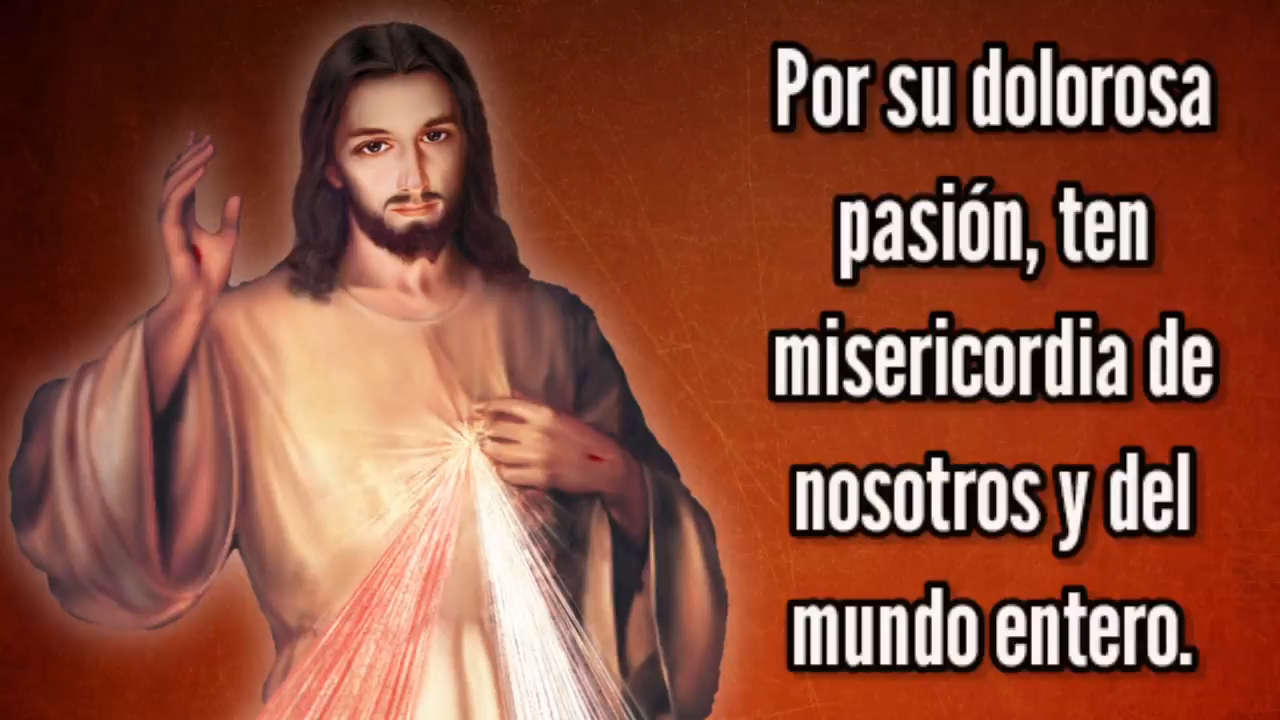 Por su dolorosa
pasión, ten
misericordia de
nosotros y del
mundo entero.